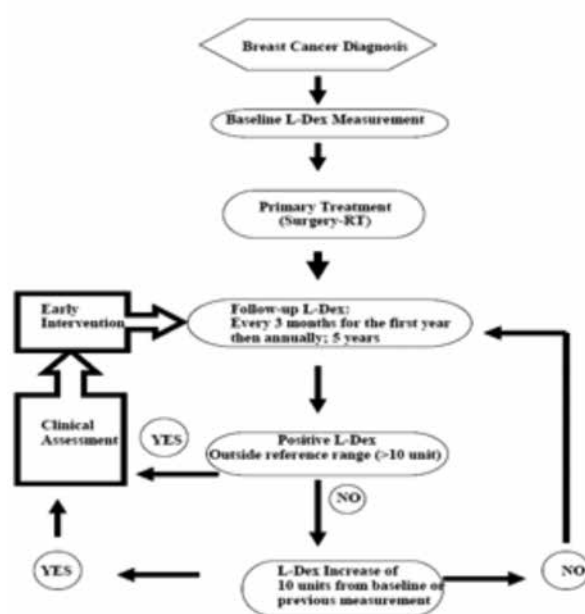 Breast Cancer Diagnosis
Baseline L-Dex Measurement
Primary Treatment
(Surgery-RT)
Early
Intervention
Follow-up L-Dex:
Every 3 months for the first year
then annually; 5 years
Clinical
Assessment
YES
Positive L-Dex
Outside reference range (>10 unit)
NO
YES
L-Dex Increase of
10 units from baseline or
previous measurement
NO